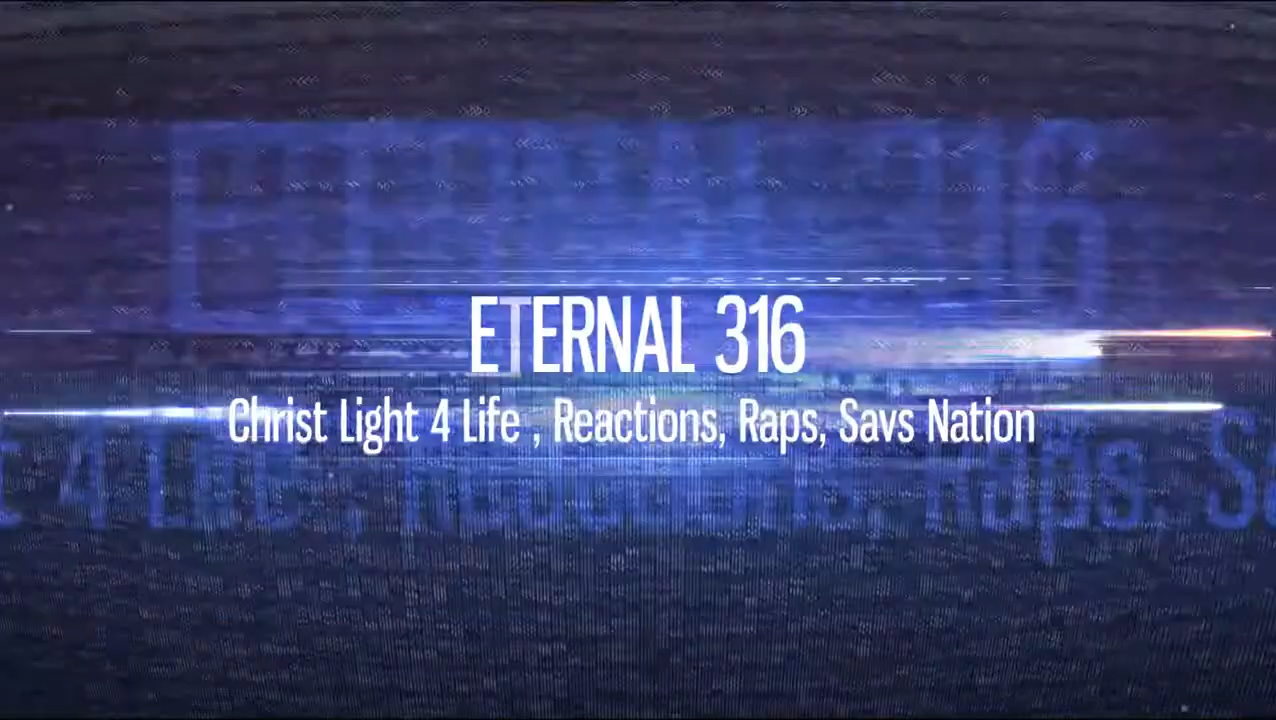 ETERNAL 316
Christ Light 4 Life , Reactions, Raps, Savs Nation